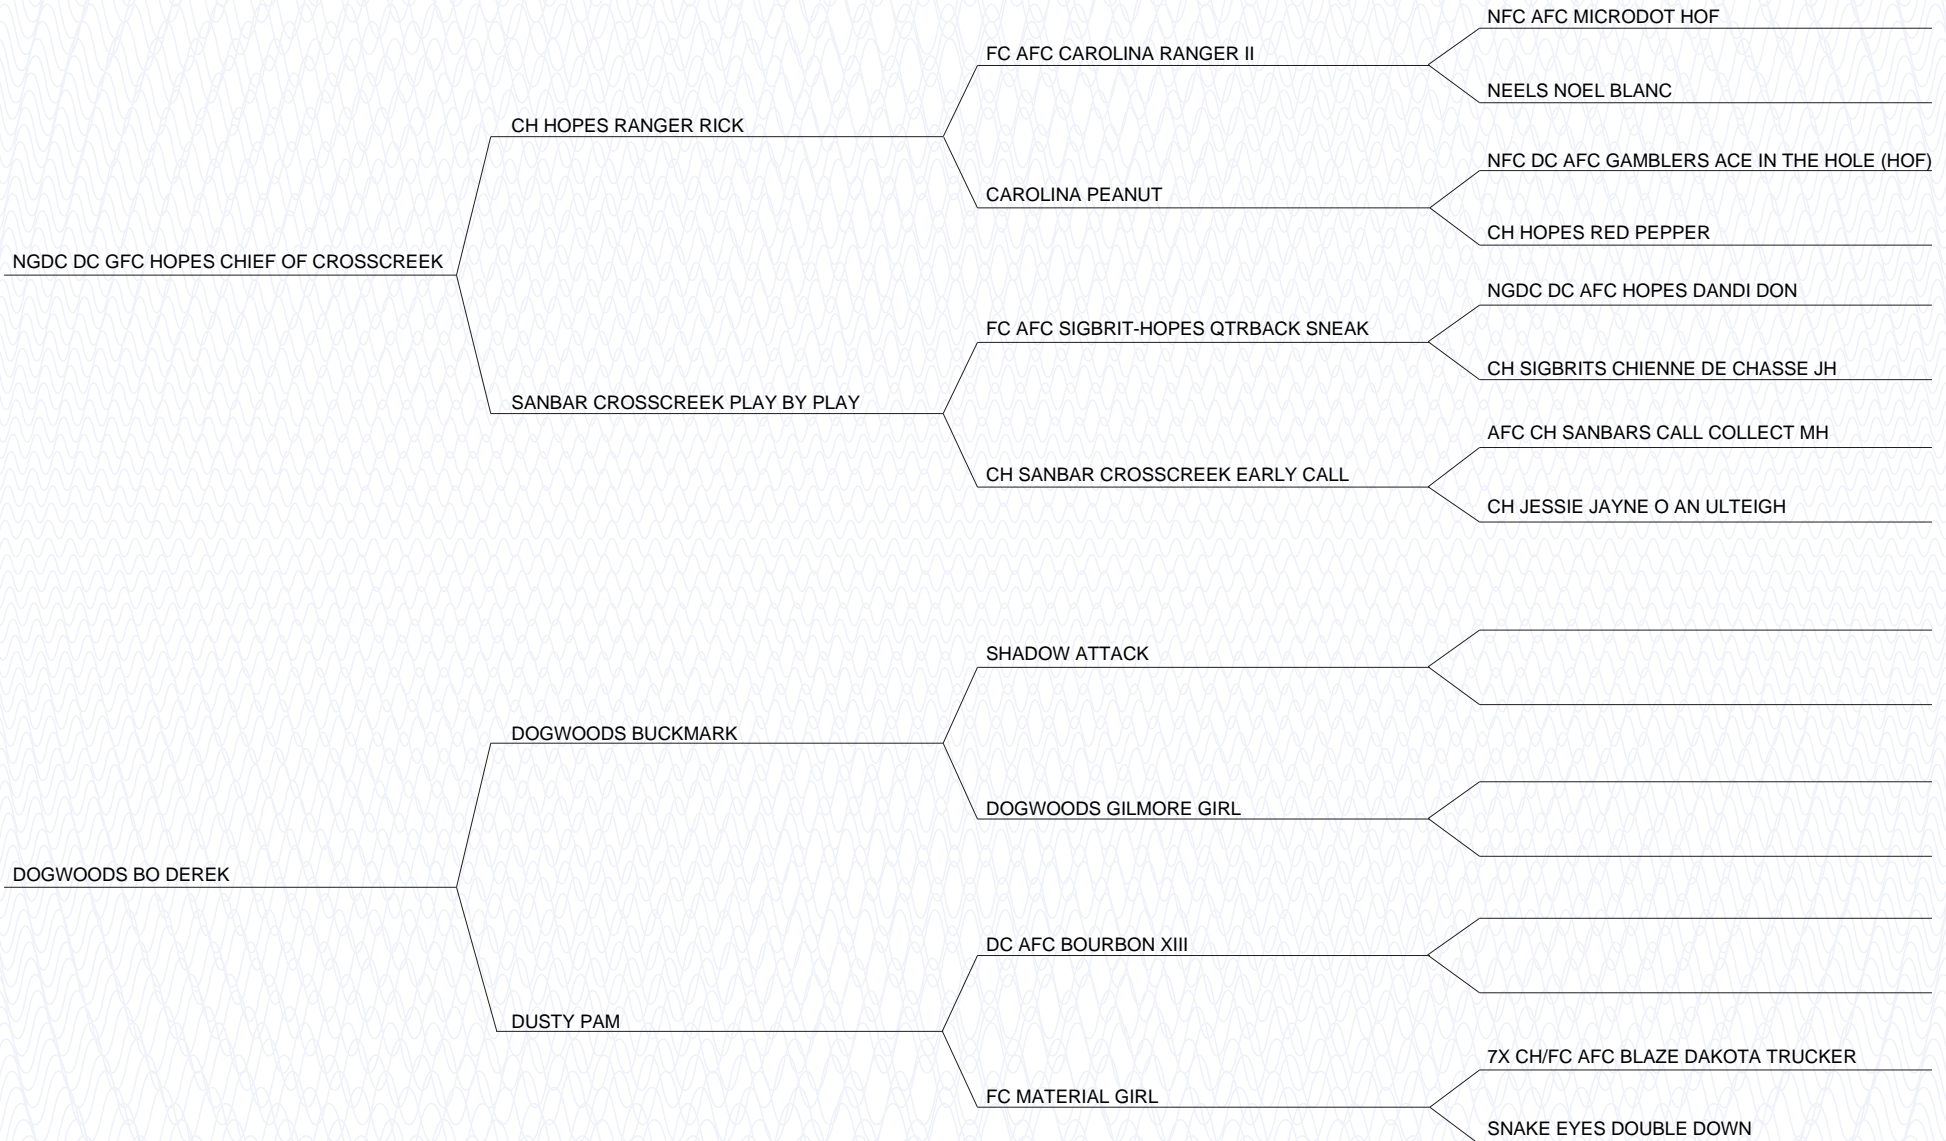 NFC AFC MICRODOT HOF
FC AFC CAROLINA RANGER II
NEELS NOEL BLANC
CH HOPES RANGER RICK
NFC DC AFC GAMBLERS ACE IN THE HOLE (HOF)
CAROLINA PEANUT
CH HOPES RED PEPPER
NGDC DC GFC HOPES CHIEF OF CROSSCREEK
NGDC DC AFC HOPES DANDI DON
FC AFC SIGBRIT-HOPES QTRBACK SNEAK
CH SIGBRITS CHIENNE DE CHASSE JH
SANBAR CROSSCREEK PLAY BY PLAY
AFC CH SANBARS CALL COLLECT MH
CH SANBAR CROSSCREEK EARLY CALL
CH JESSIE JAYNE O AN ULTEIGH
SHADOW ATTACK
DOGWOODS BUCKMARK
DOGWOODS GILMORE GIRL
DOGWOODS BO DEREK
DC AFC BOURBON XIII
DUSTY PAM
7X CH/FC AFC BLAZE DAKOTA TRUCKER
FC MATERIAL GIRL
SNAKE EYES DOUBLE DOWN